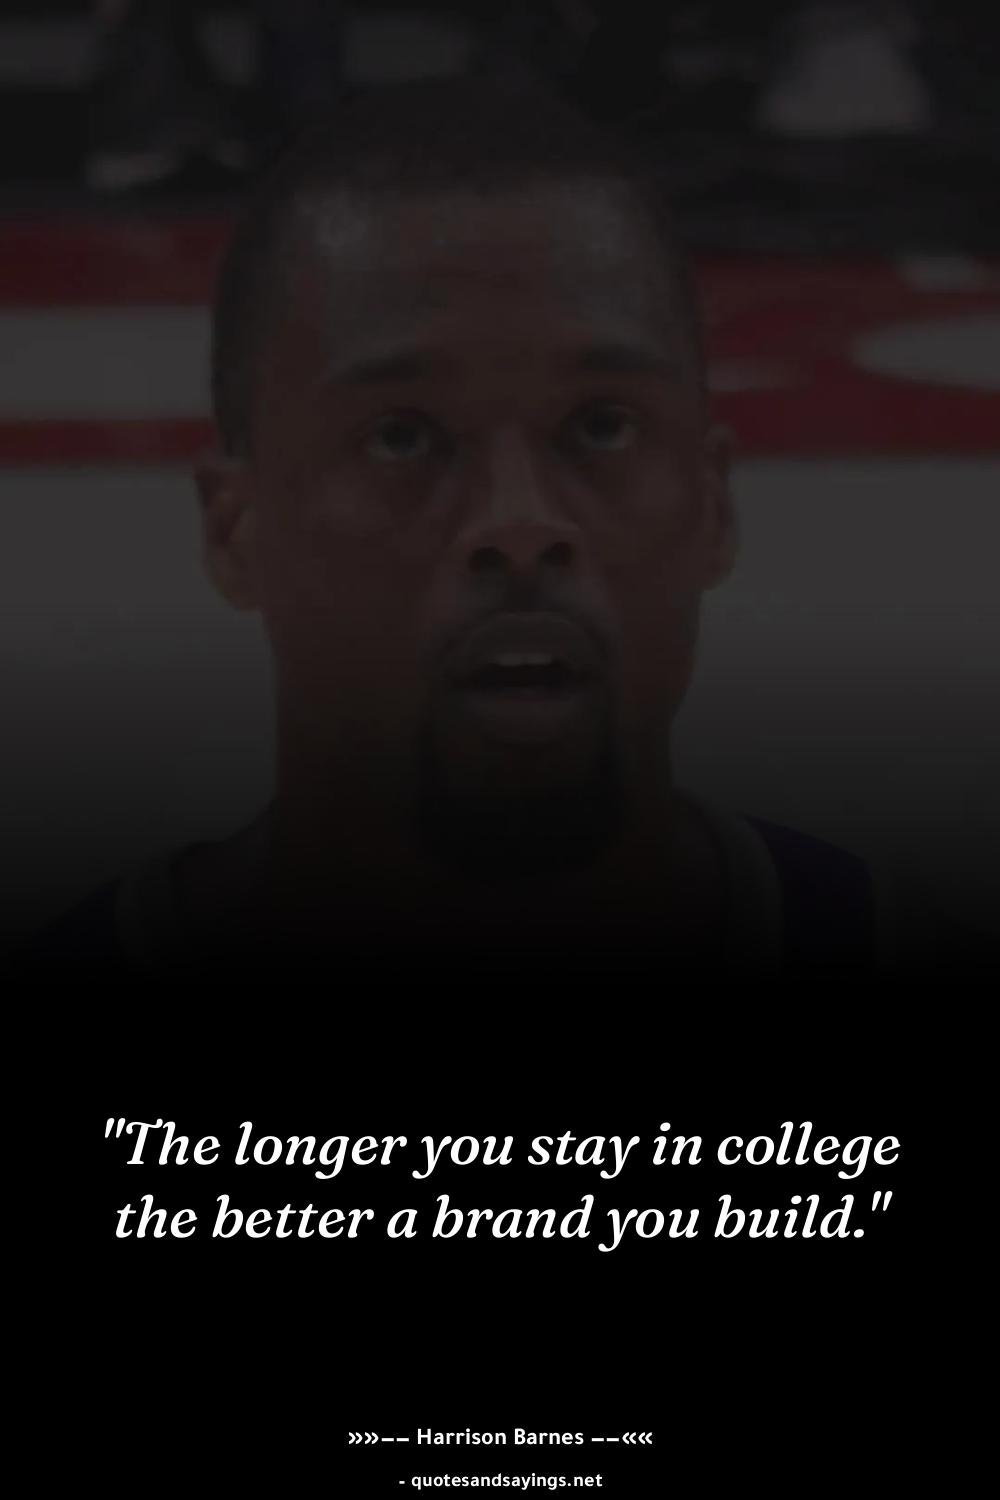 "The longer you stay in college
the better a brand you build."
»»−− Harrison Barnes −−««
- quotesandsayings.net